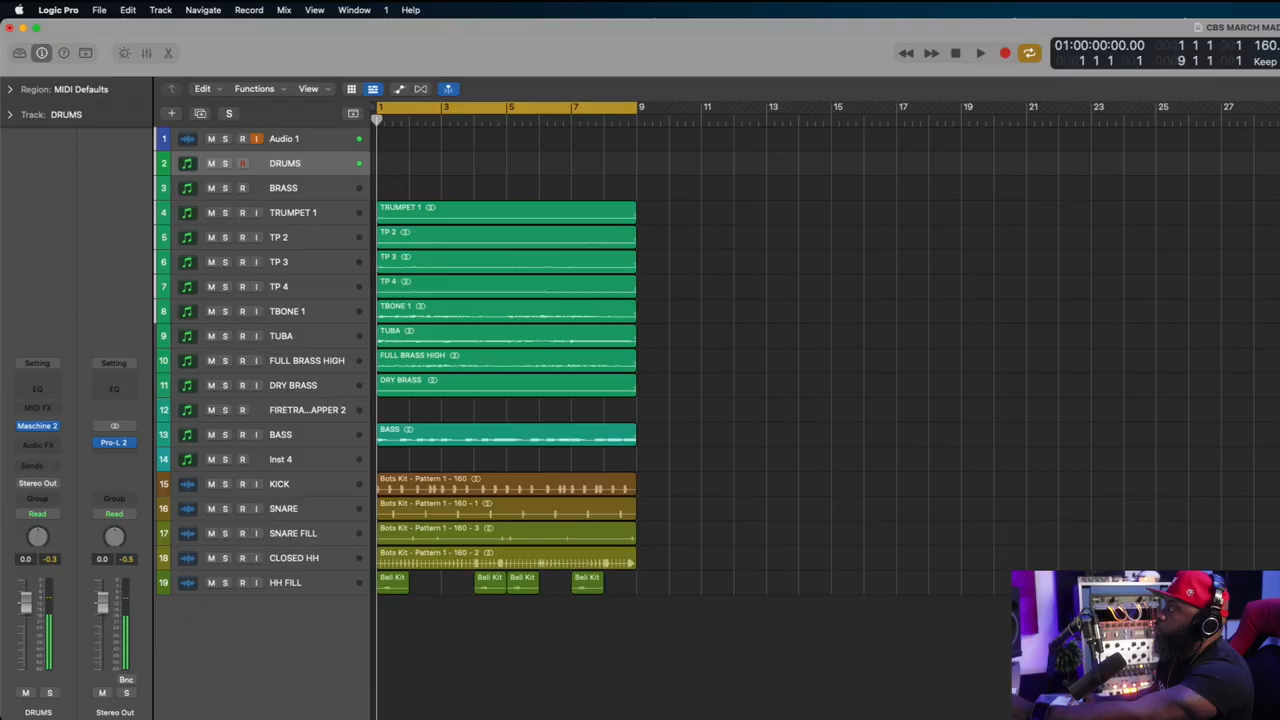 Logic Pro File Edit Track Navigate Record Mix View Window 1 Help
CBS MARCH MAD
01:00:00:00.00 1 1 1 1 160.
1 1 1 1 9 1 1 1 Keep
Region: MIDI Defaults
Edit Functions View
Track: DRUMS
S
1 3 5 7 9 11 13 15 17 19 21 23 25 27
1 M S R I Audio 1
2 M S R DRUMS
3 M S R BRASS
4 M S R I TRUMPET 1
TRUMPET 1
5 M S R I TP 2
TP 2
6 M S R I TP 3
TP 3
7 M S R I TP 4
TP 4
8 M S R I TBONE 1
TBONE 1
9 M S R I TUBA
TUBA
10 M S R I FULL BRASS HIGH
FULL BRASS HIGH
11 M S R I DRY BRASS
DRY BRASS
12 M S R FIRETRA...APPER 2
13 M S R I BASS
BASS
14 M S R Inst 4
15 M S R I KICK
Bots Kit - Pattern 1 - 160
16 M S R I SNARE
Bots Kit - Pattern 1 - 160 - 1
17 M S R I SNARE FILL
Bots Kit - Pattern 1 - 160 - 3
18 M S R I CLOSED HH
Bots Kit - Pattern 1 - 160 - 2
19 M S R I HH FILL
Beli Kit Beli Kit Beli Kit Beli Kit
Setting Setting
EQ EQ
MIDI FX
Maschine 2
Audio FX Pro-L 2
Sends
Stereo Out
Group Group
Read Read
0.0 -0.3 0.0 -0.5
Bnc
M S M S
DRUMS Stereo Out